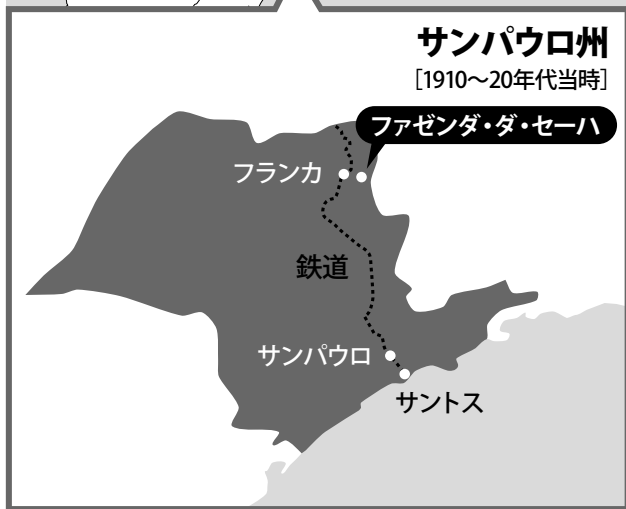 サンパウロ州
[1910〜20年代当時]
ファゼンダ・ダ・セーハ
フランカ
鉄道
サンパウロ
サントス